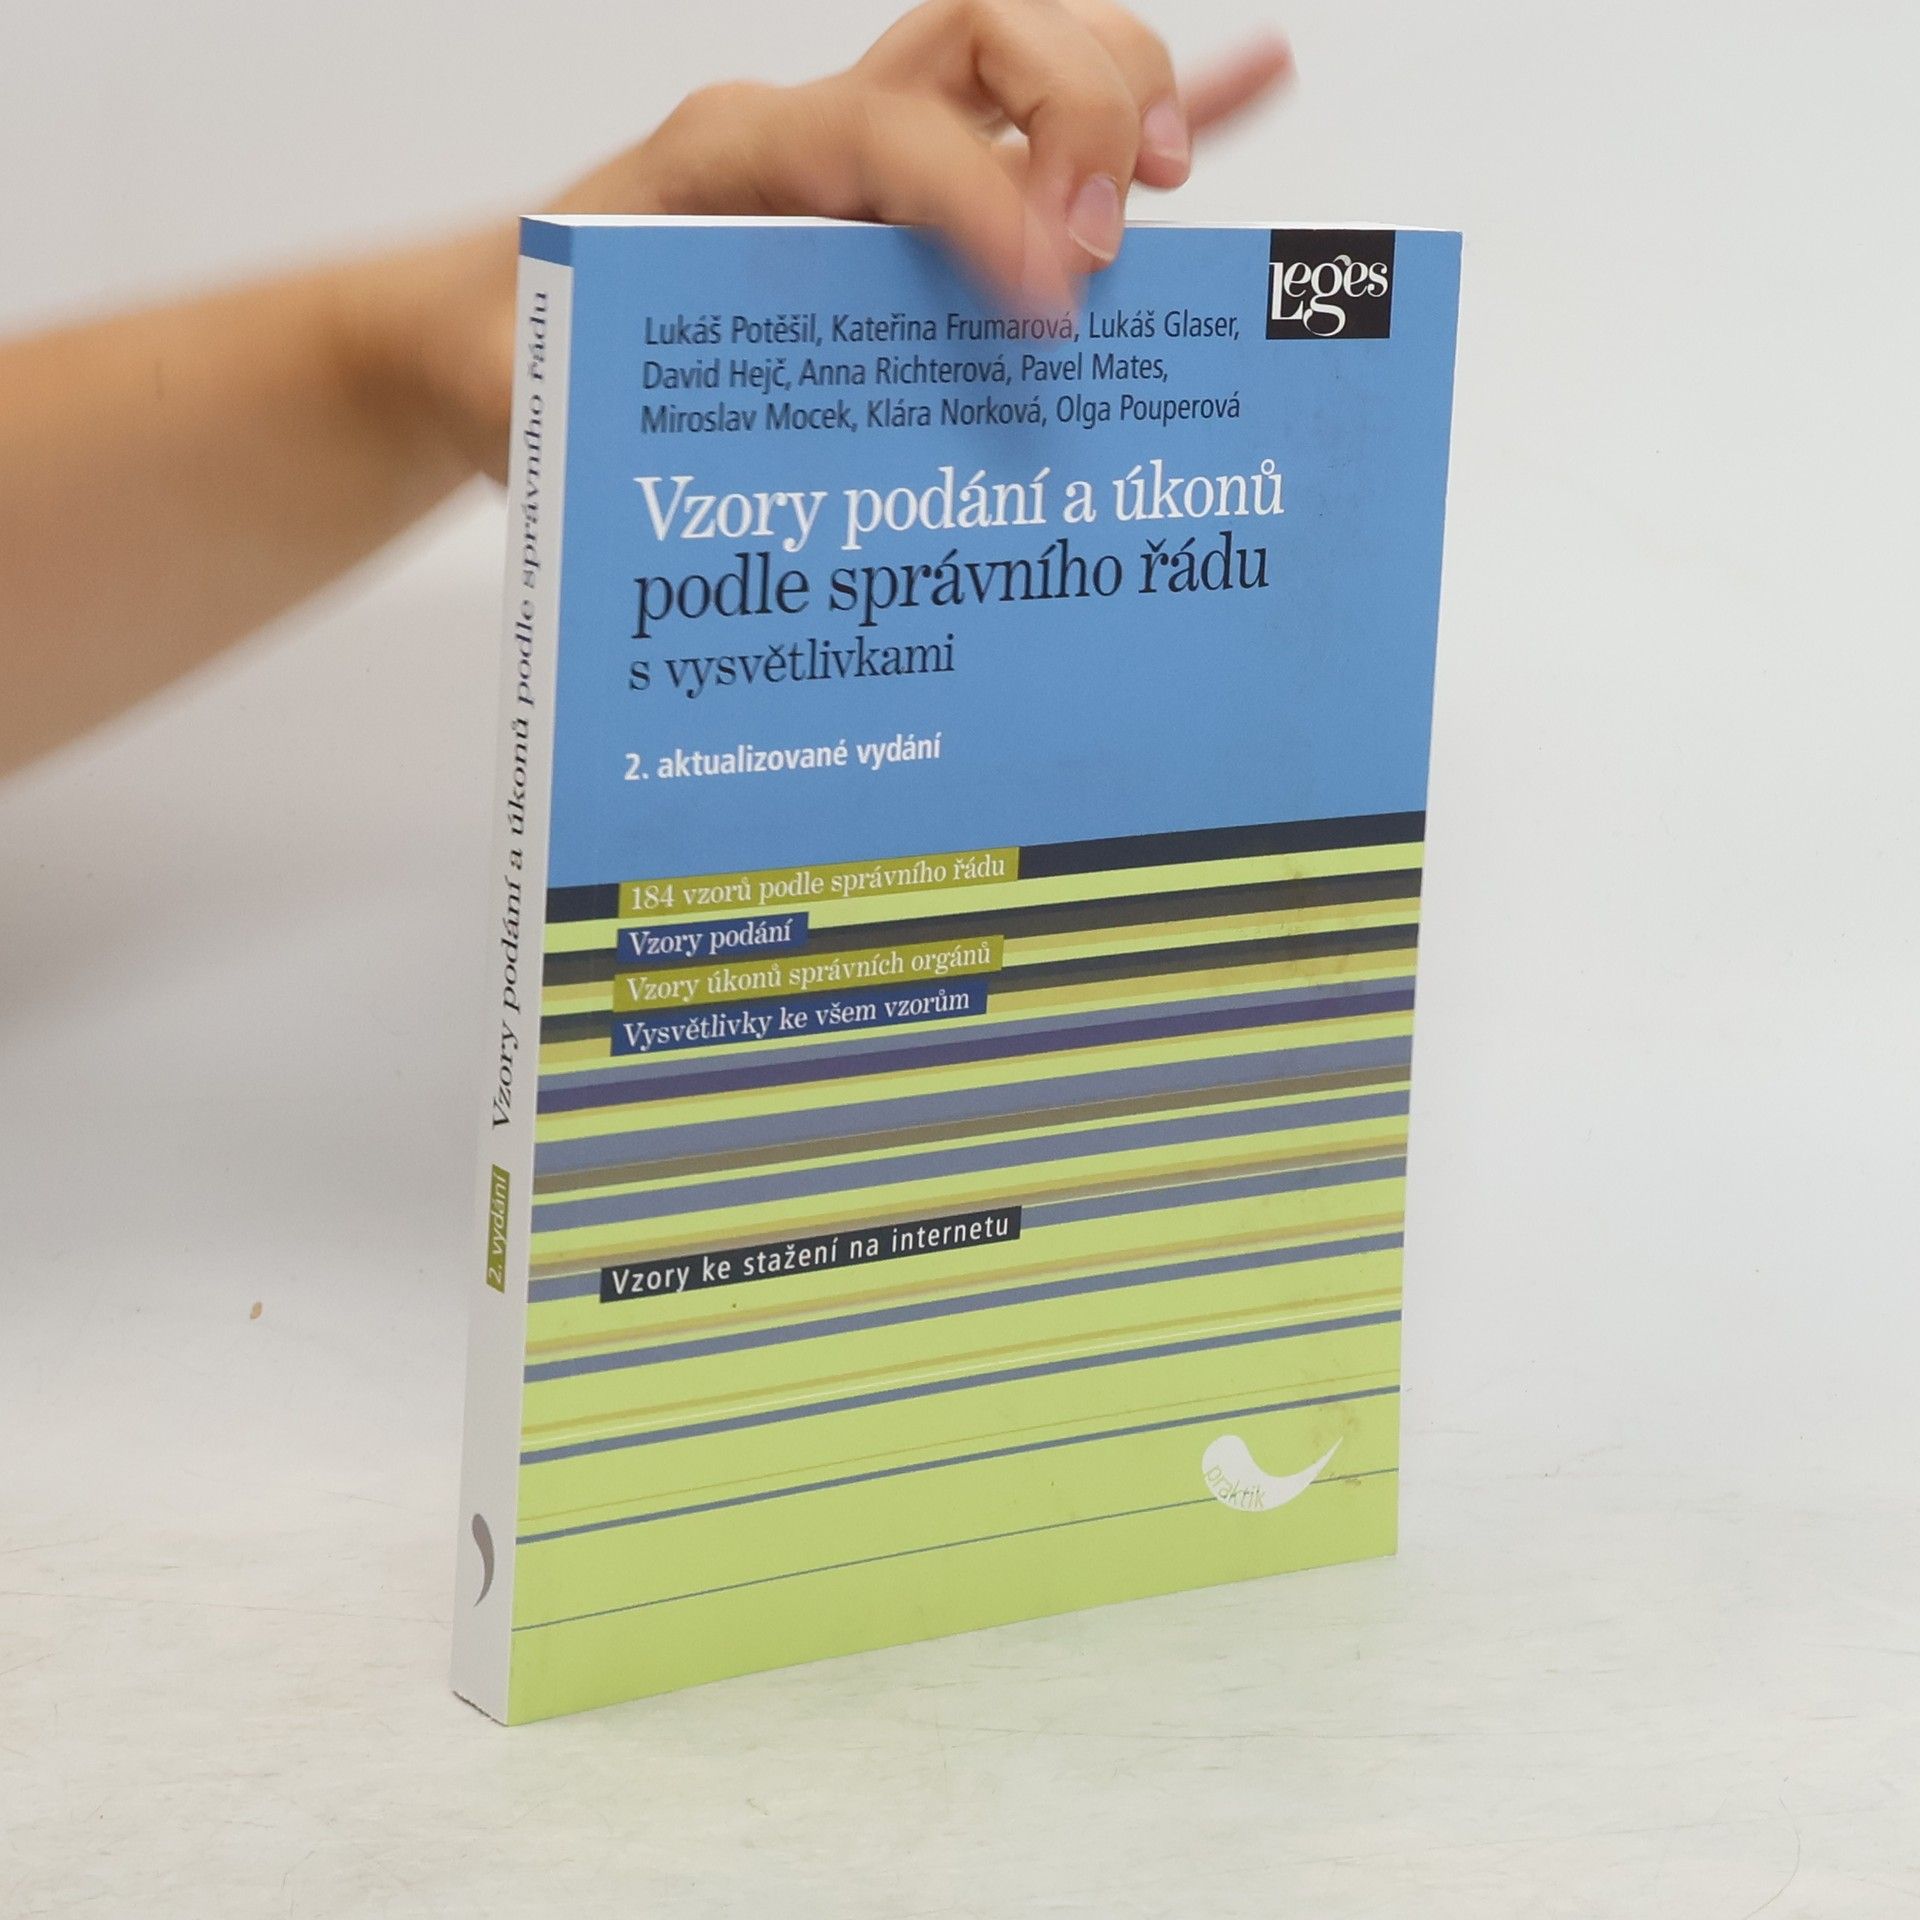 Leges
Lukáš Potěšil, Kateřina Frumarová, Lukáš Glaser,
David Hejč, Anna Richterová, Pavel Mates,
Miroslav Mocek, Klára Norková, Olga Pouperová
Vzory podání a úkonů
podle správního řádu
s vysvětlivkami
2. aktualizované vydání
184 vzorů podle správního řádu
Vzory podání
Vzory úkonů správních orgánů
Vysvětlivky ke všem vzorům
Vzory ke stažení na internetu
praktik
2. vydání Vzory podání a úkonů podle správního řádu